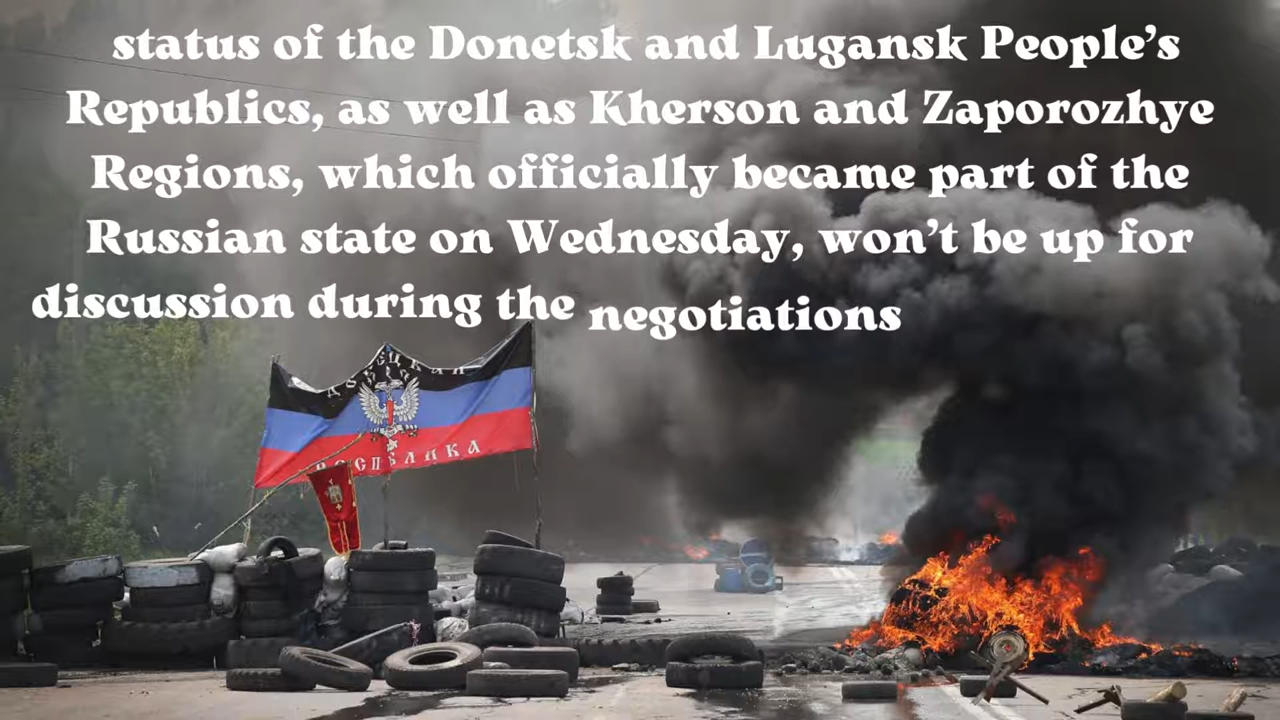 status of the Donetsk and Lugansk People’s
Republics, as well as Kherson and Zaporozhye
Regions, which officially became part of the
Russian state on Wednesday, won’t be up for
discussion during the negotiations